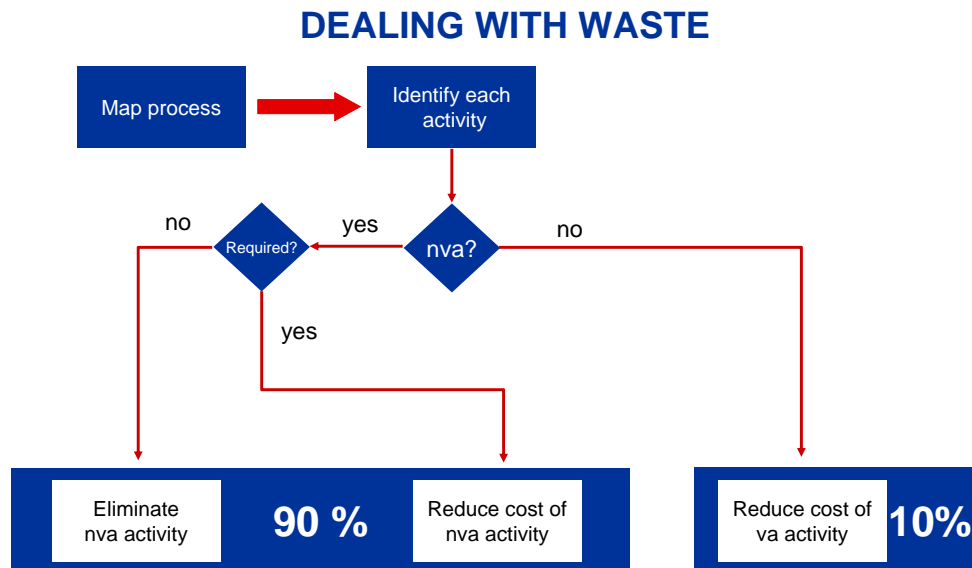 DEALING WITH WASTE
Map process
Identify each
activity
no
Required?
yes
nva?
no
yes
Eliminate
nva activity
90 %
Reduce cost of
nva activity
Reduce cost of
va activity
10%